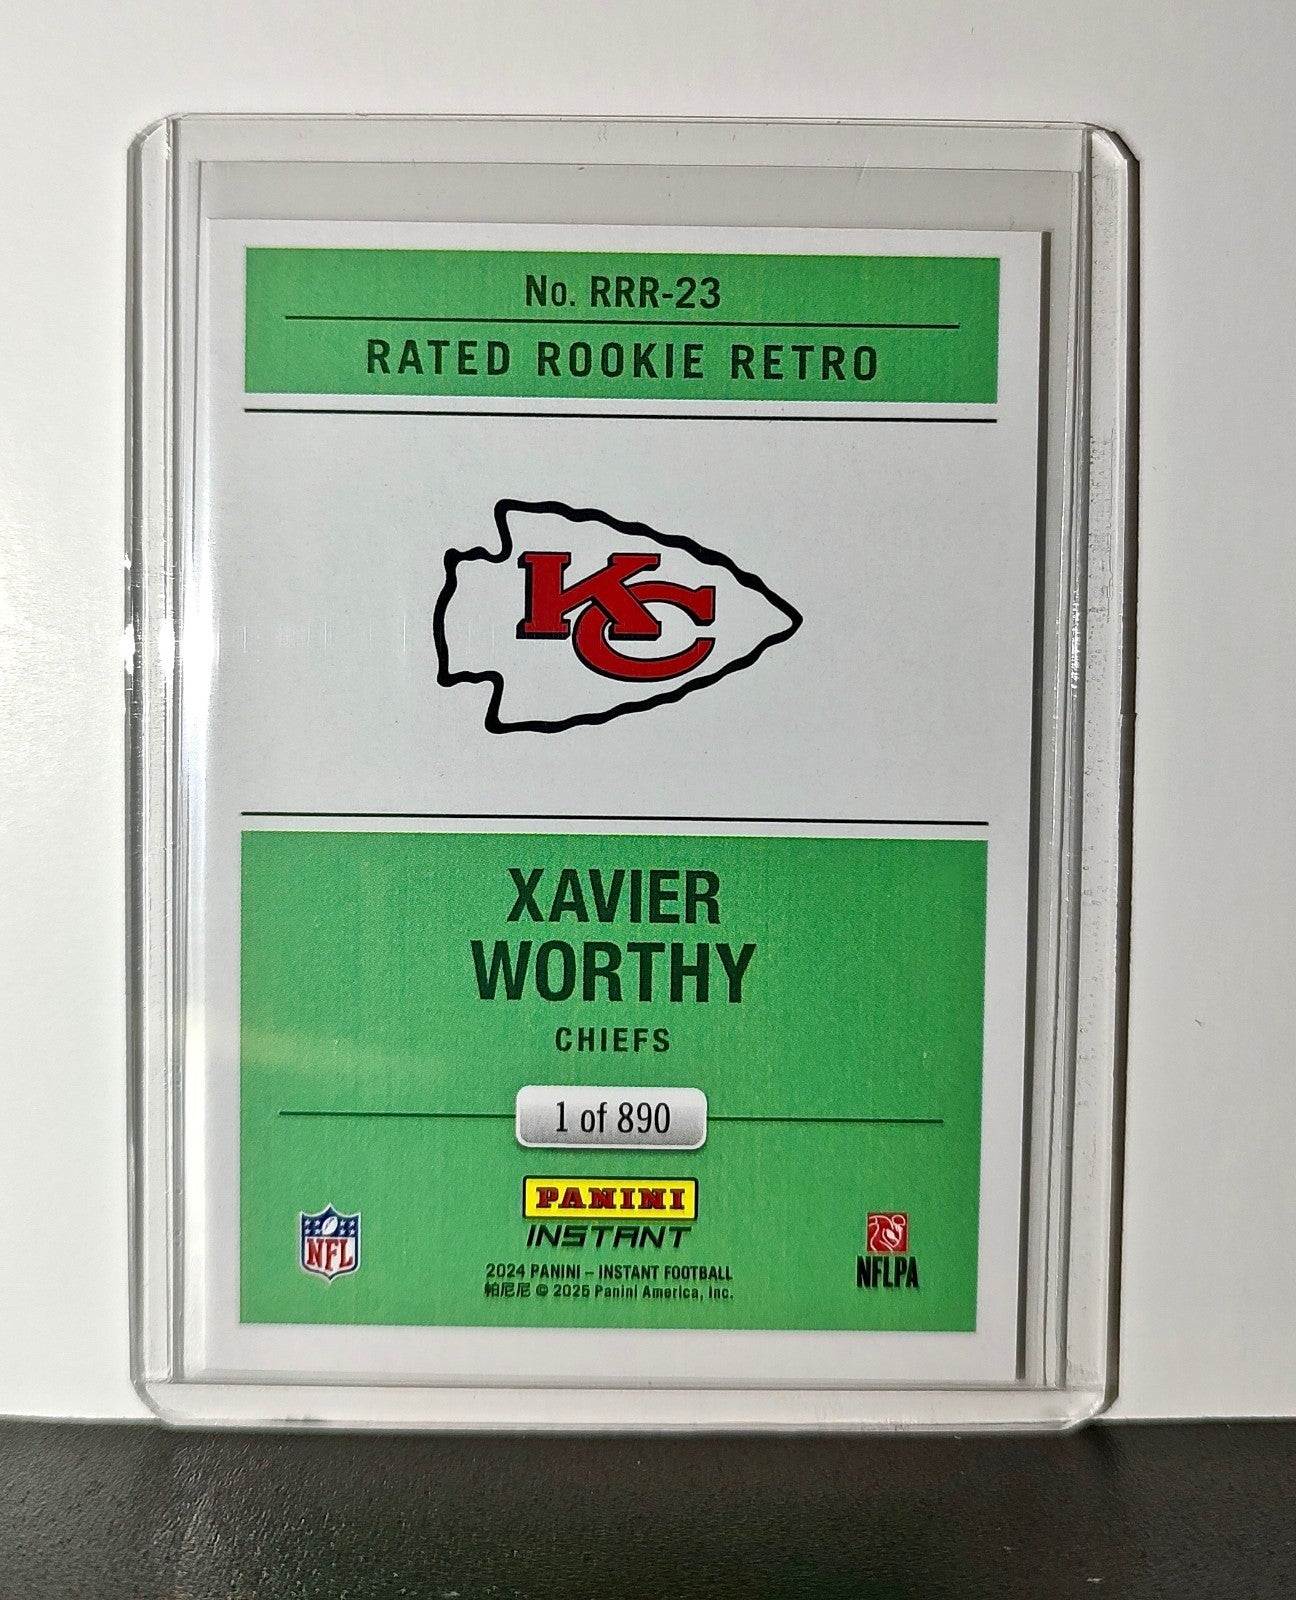 No. RRR-23
RATED ROOKIE RETRO
KC
XAVIER
WORTHY
CHIEFS
1 of 890
PANINI
INSTANT
NFL
NFLPA
2024 PANINI – INSTANT FOOTBALL
帕尼尼 © 2025 Panini America, Inc.